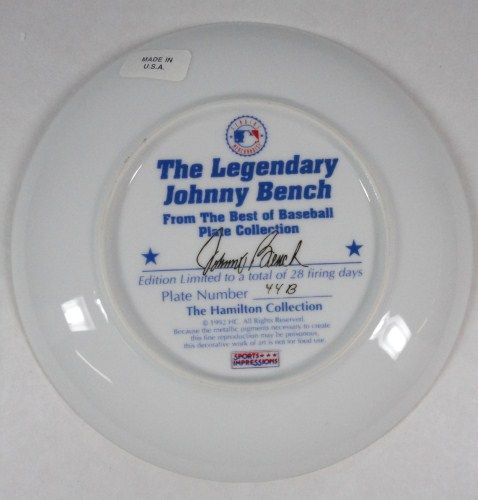 MADE IN
U.S.A.
GENUINE
MERCHANDISE
The Legendary
Johnny Bench
From The Best of Baseball
Plate Collection
Johnny Bench
Edition Limited to a total of 28 firing days
Plate Number 44B
The Hamilton Collection
© 1992 HC. All Rights Reserved.
Because the metallic pigments necessary to create
this fine reproduction may be poisonous,
this decorative work of art is not for food use.
SPORTS ★★★
IMPRESSIONS